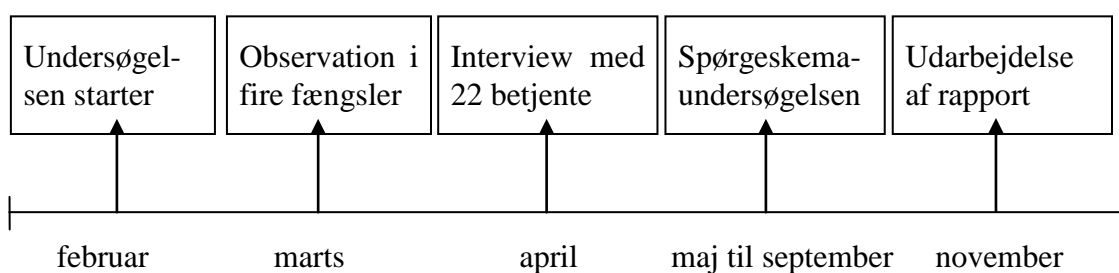 Undersøgel-
sen starter
Observation i
fire fængsler
Interview med
22 betjente
Spørgeskema-
undersøgelsen
Udarbejdelse
af rapport
februar
marts
april
maj til september
november